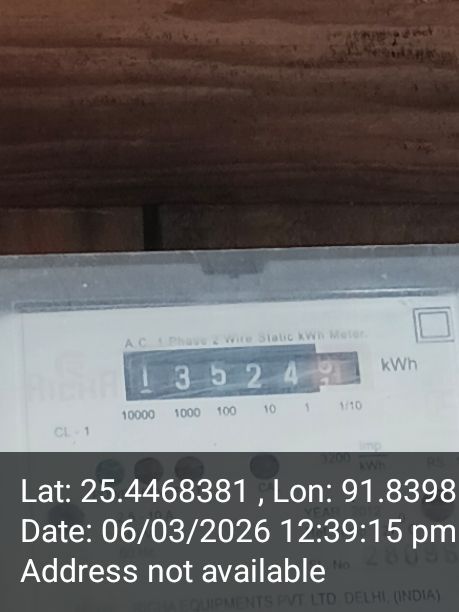 A.C. 1 Phase 2 Wire Static kWh Meter.
1 3 5 2 4
kWh
10000 1000 100 10 1 1/10
CL - 1
3200 Imp
kWh
Lat: 25.4468381 , Lon: 91.8398
Date: 06/03/2026 12:39:15 pm
Address not available
EQUIPMENTS PVT. LTD. DELHI, (INDIA)